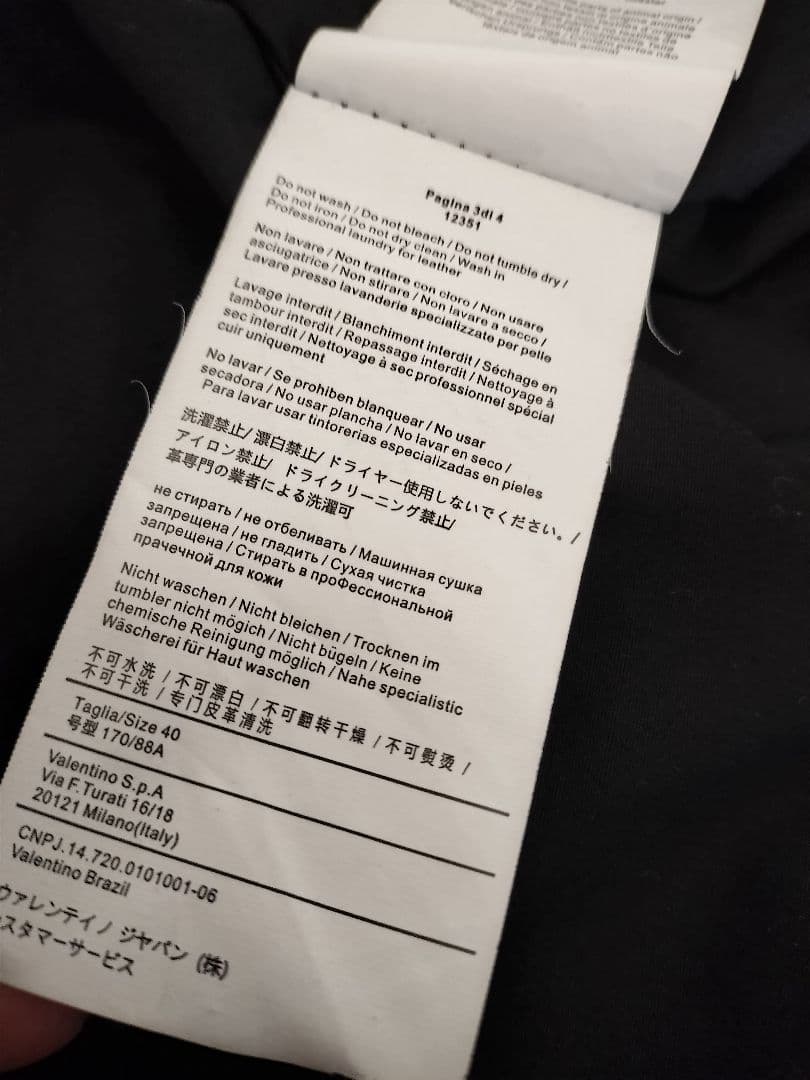 Pagina 3di 4
12351
Do not wash / Do not bleach / Do not tumble dry /
Do not iron / Do not dry clean / Wash in
Professional laundry for leather
Non lavare / Non trattare con cloro / Non usare
asciugatrice / Non stirare / Non lavare a secco /
Lavare presso lavanderie specializzate per pelle
Lavage interdit / Blanchiment interdit / Séchage en
tambour interdit / Repassage interdit / Nettoyage à
sec interdit / Nettoyage à sec professionnel spécial
cuir uniquement
No lavar / Se prohiben blanquear / No usar
secadora / No usar plancha / No lavar en seco /
Para lavar usar tintorerias especializadas en pieles
洗濯禁止/ 漂白禁止/ ドライヤー使用しないでください。/
アイロン禁止/ ドライクリーニング禁止/
革専門の業者による洗濯可
не стирать / не отбеливать / Машинная сушка
запрещена / не гладить / Сухая чистка
запрещена / Стирать в проФессиональной
прачечной для кожи
Nicht waschen / Nicht bleichen / Trocknen im
tumbler nicht mögich / Nicht bügeln / Keine
chemische Reinigung möglich / Nahe specialistic
Wäscherei für Haut waschen
不可水洗 / 不可漂白 / 不可翻转干燥 / 不可熨烫 /
不可干洗 / 专门皮革清洗
Taglia/Size 40
号型 170/88A
Valentino S.p.A
Via F.Turati 16/18
20121 Milano(Italy)
CNPJ.14.720.0101001-06
Valentino Brazil
ヴァレンテイノ ジヤパン (株)
スタマーサービス